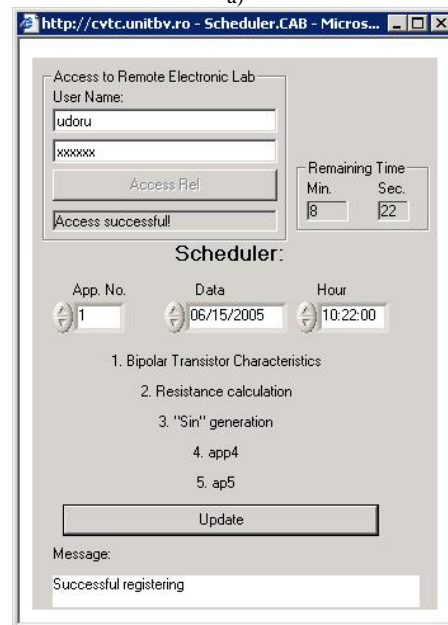 a)
http://cvtc.unitbv.ro - Scheduler.CAB - Micros...
Access to Remote Electronic Lab
User Name:
udoru
xxxxxx
Access Rel
Access successful!
Remaining Time
Min. Sec.
8 22
Scheduler:
App. No. Data Hour
1 06/15/2005 10:22:00
1. Bipolar Transistor Characteristics
2. Resistance calculation
3. "Sin" generation
4. app4
5. ap5
Update
Message:
Successful registering